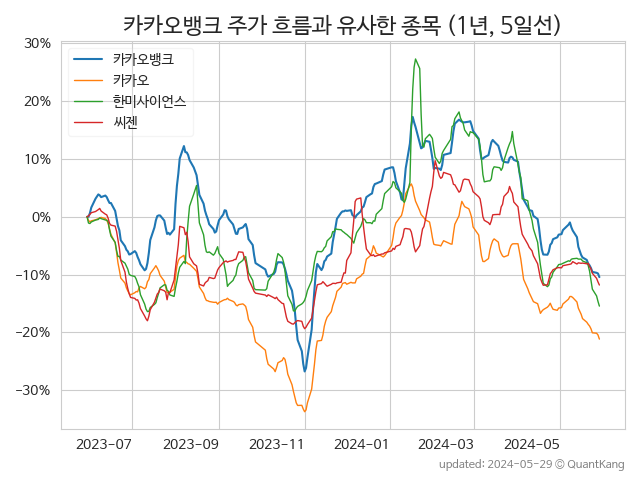 카카오뱅크 주가 흐름과 유사한 종목 (1년, 5일선)
30%
20%
10%
0%
−10%
−20%
−30%
카카오뱅크
카카오
한미사이언스
씨젠
2023-07
2023-09
2023-11
2024-01
2024-03
2024-05
updated: 2024-05-29 © QuantKang